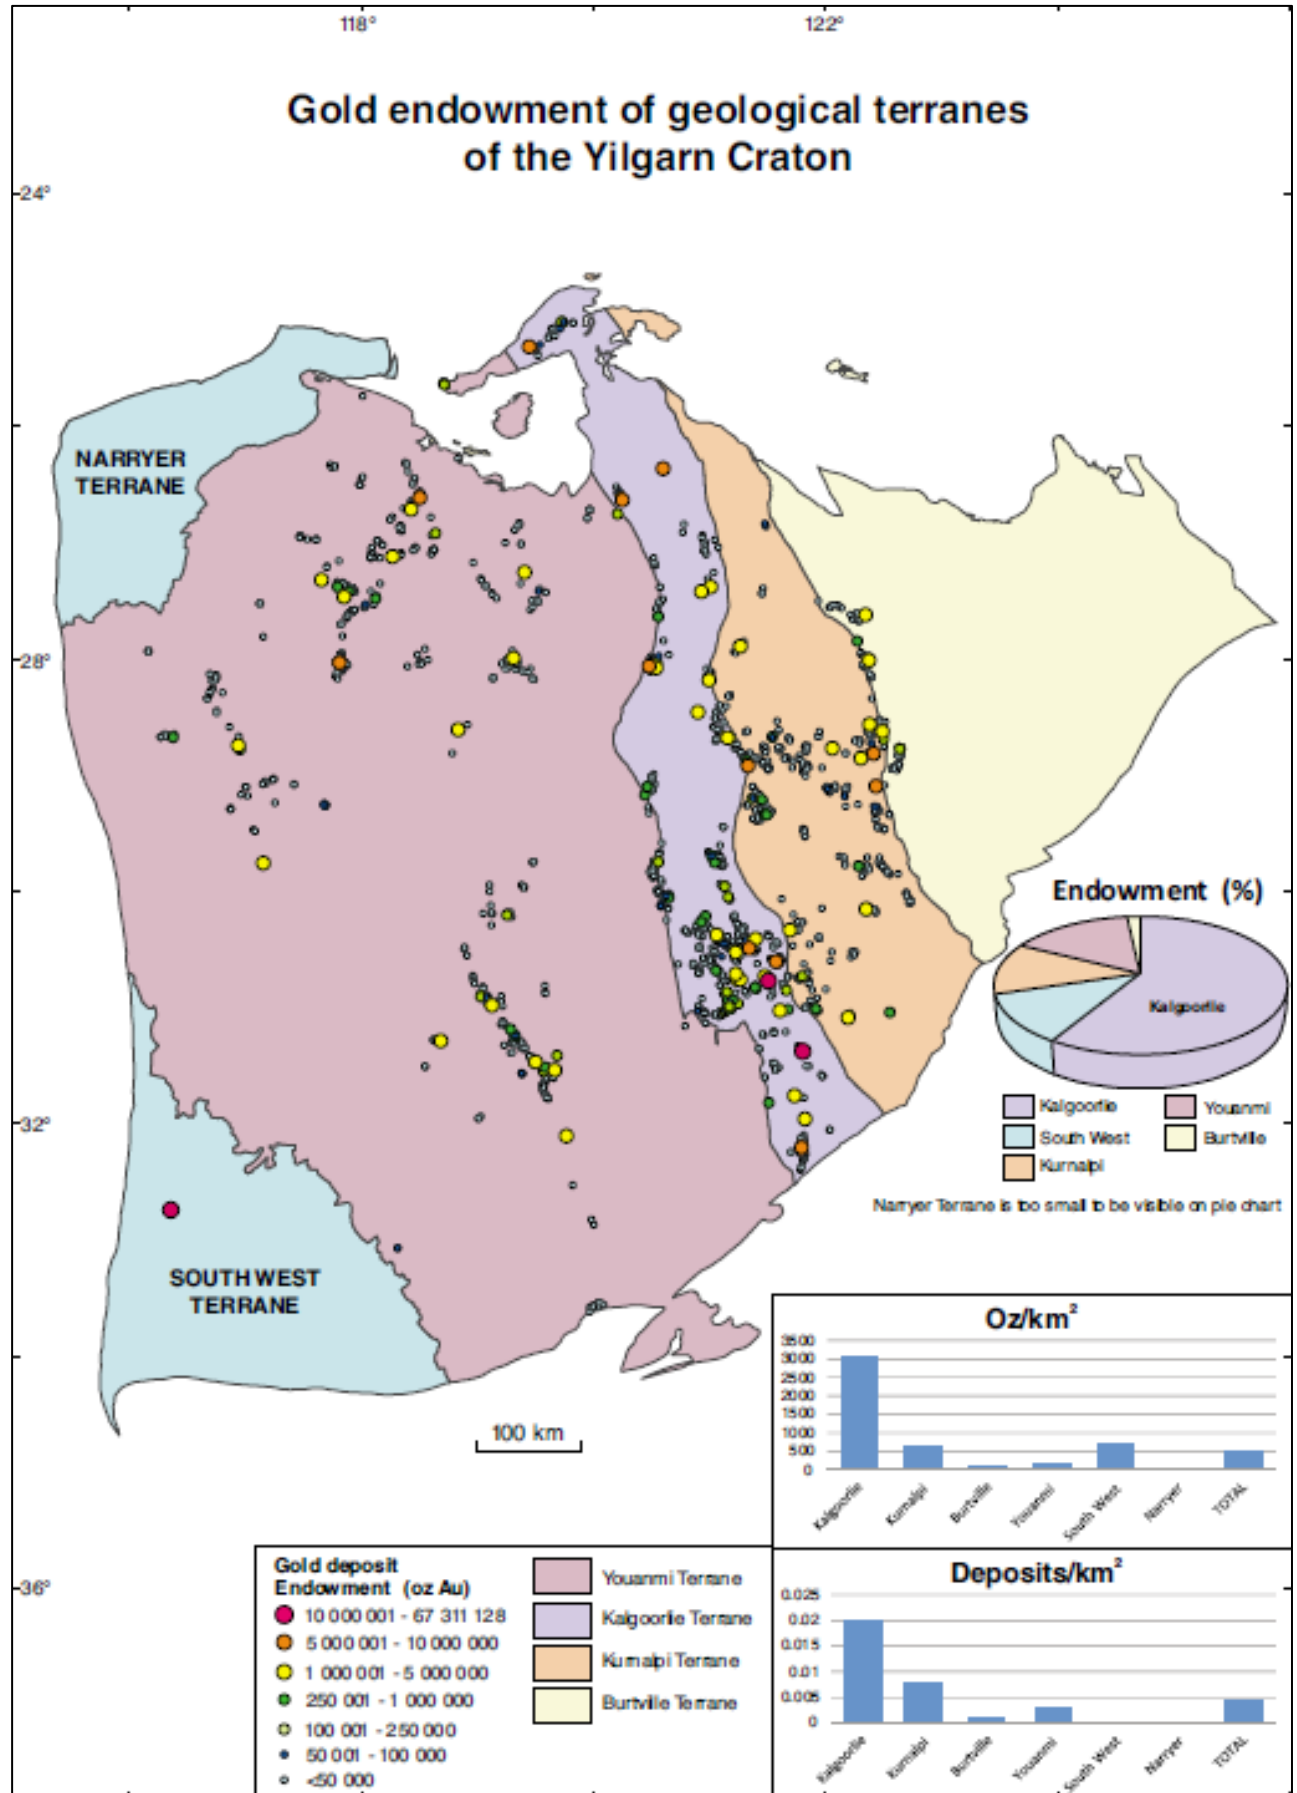 118°
122°
Gold endowment of geological terranes
of the Yilgarn Craton
24°
NARRYER
TERRANE
28°
Endowment (%)
Kalgoorlie
Kalgoorlie
Youanmi
South West
Burtville
Kurnalpi
Narryer Terrane is too small to be visible on pie chart
32°
SOUTH WEST
TERRANE
100 km
Oz/km²
3500
3000
2500
2000
1500
1000
500
0
Kalgoorlie
Kurnalpi
Burtville
Youanmi
South West
Narryer
TOTAL
36°
Gold deposit
Endowment (oz Au)
10 000 001 - 67 311 128
5 000 001 - 10 000 000
1 000 001 - 5 000 000
250 001 - 1 000 000
100 001 - 250 000
50 001 - 100 000
<50 000
Youanmi Terrane
Kalgoorlie Terrane
Kurnalpi Terrane
Burtville Terrane
Deposits/km²
0.025
0.02
0.015
0.01
0.005
0
Kalgoorlie
Kurnalpi
Burtville
Youanmi
South West
Narryer
TOTAL